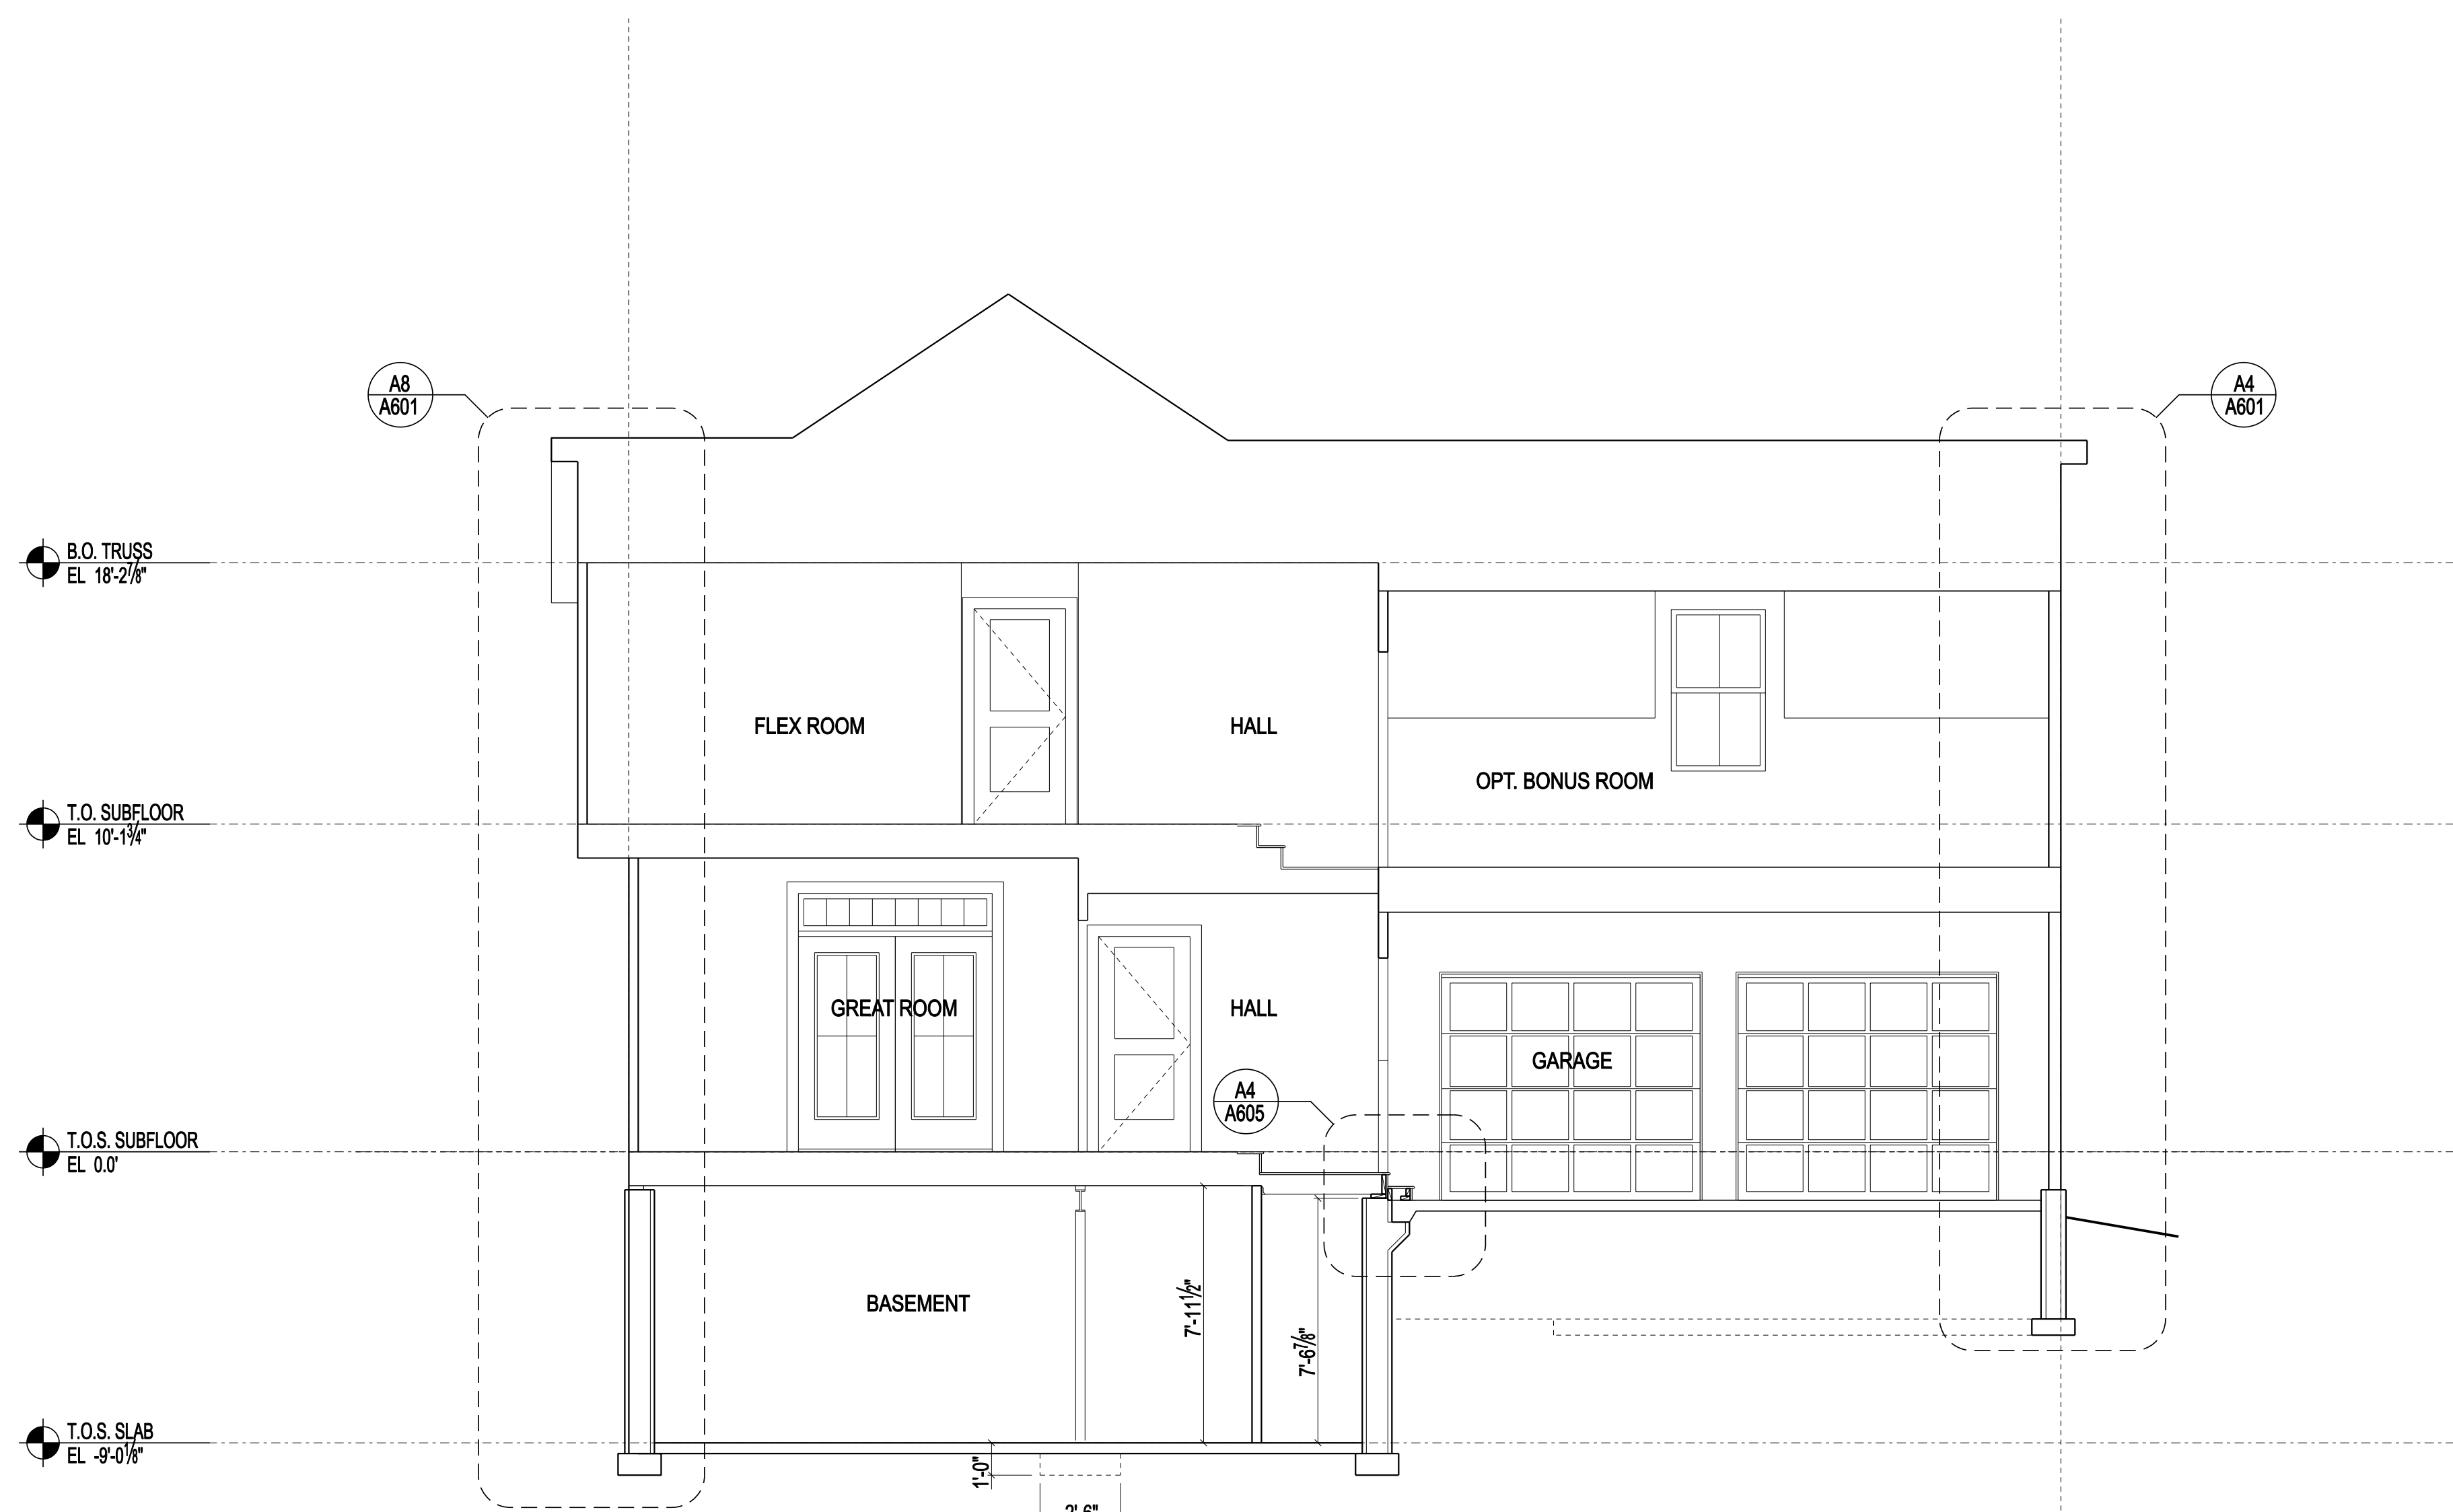 A8
A601
A4
A601
B.O. TRUSS
EL 18'-2⅞"
FLEX ROOM
HALL
OPT. BONUS ROOM
T.O. SUBFLOOR
EL 10'-1¾"
GREAT ROOM
HALL
GARAGE
A4
A605
T.O.S. SUBFLOOR
EL 0.0'
BASEMENT
7'-11½"
7'-6⅞"
T.O.S. SLAB
EL -9'-0⅛"
1'-0"
2'-6"